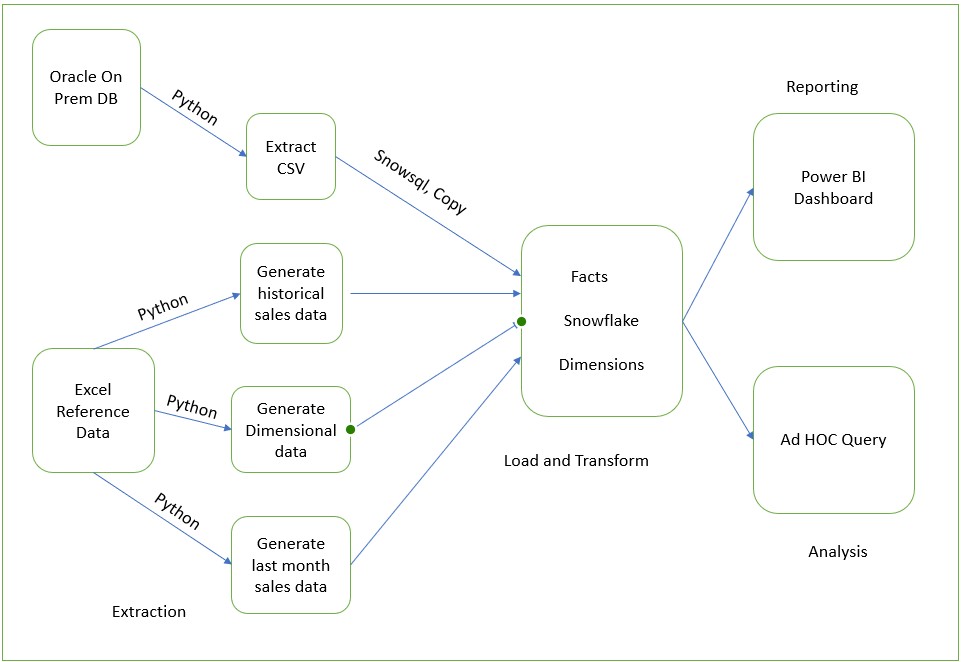 Oracle On
Prem DB
Python
Extract
CSV
Snowsql, Copy
Reporting
Power BI
Dashboard
Generate
historical
sales data
Python
Facts
Snowflake
Dimensions
Excel
Reference
Data
Python
Generate
Dimensional
data
Load and Transform
Ad HOC Query
Python
Generate
last month
sales data
Analysis
Extraction